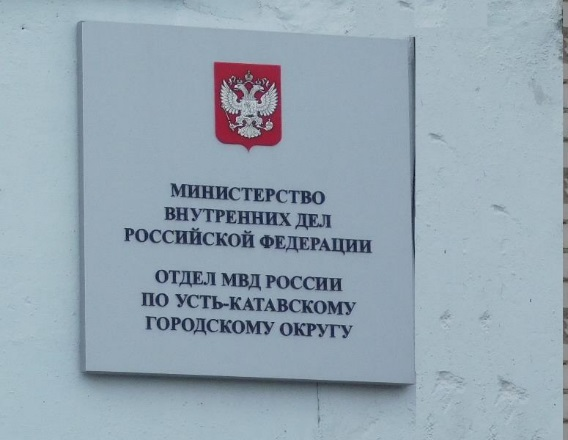 МИНИСТЕРСТВО
ВНУТРЕННИХ ДЕЛ
РОССИЙСКОЙ ФЕДЕРАЦИИ
ОТДЕЛ МВД РОССИИ
ПО УСТЬ-КАТАВСКОМУ
ГОРОДСКОМУ ОКРУГУ